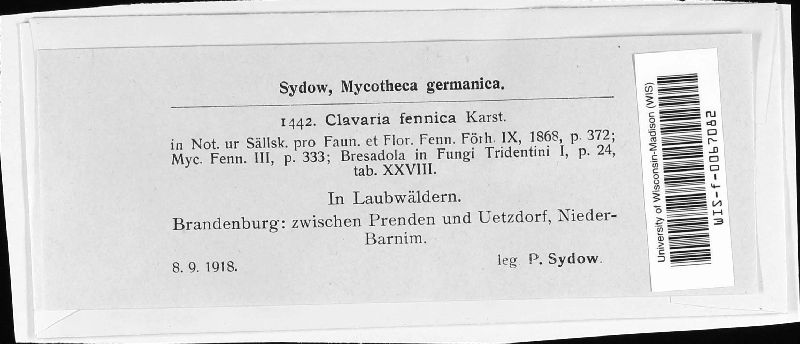 Sydow, Mycotheca germanica.
1442. Clavaria fennica Karst.
in Not. ur Sällsk. pro Faun. et Flor. Fenn. Förh. IX, 1868, p. 372;
Myc. Fenn. III, p. 333; Bresadola in Fungi Tridentini I, p. 24,
tab. XXVIII.
In Laubwäldern.
Brandenburg: zwischen Prenden und Uetzdorf, Nieder-
Barnim.
8. 9. 1918. leg P. Sydow.
University of Wisconsin-Madison (WIS)
WIS-f-0067082